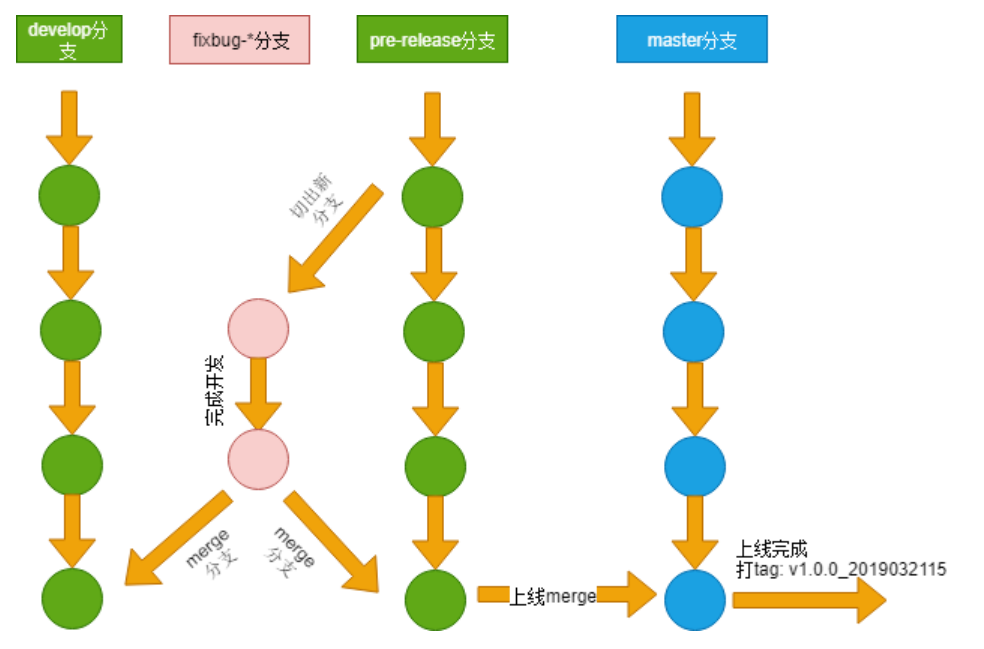 develop分
支
fixbug-*分支
pre-release分支
master分支
切出新
分支
完成开发
merge
分支
merge
分支
上线merge
上线完成
打tag: v1.0.0_2019032115